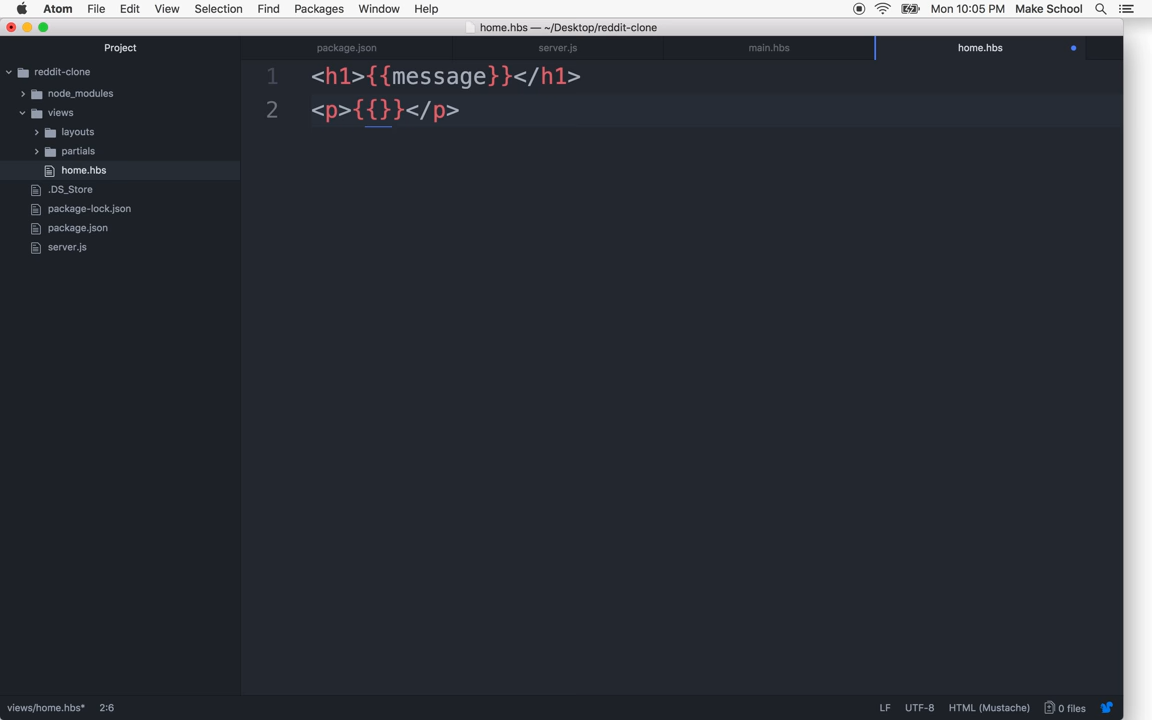 Atom File Edit View Selection Find Packages Window Help Mon 10:05 PM Make School
home.hbs — ~/Desktop/reddit-clone
Project package.json server.js main.hbs home.hbs
reddit-clone
node_modules
views
layouts
partials
home.hbs
.DS_Store
package-lock.json
package.json
server.js
1 <h1>{{message}}</h1>
2 <p>{{}}</p>
views/home.hbs* 2:6 LF UTF-8 HTML (Mustache) 0 files